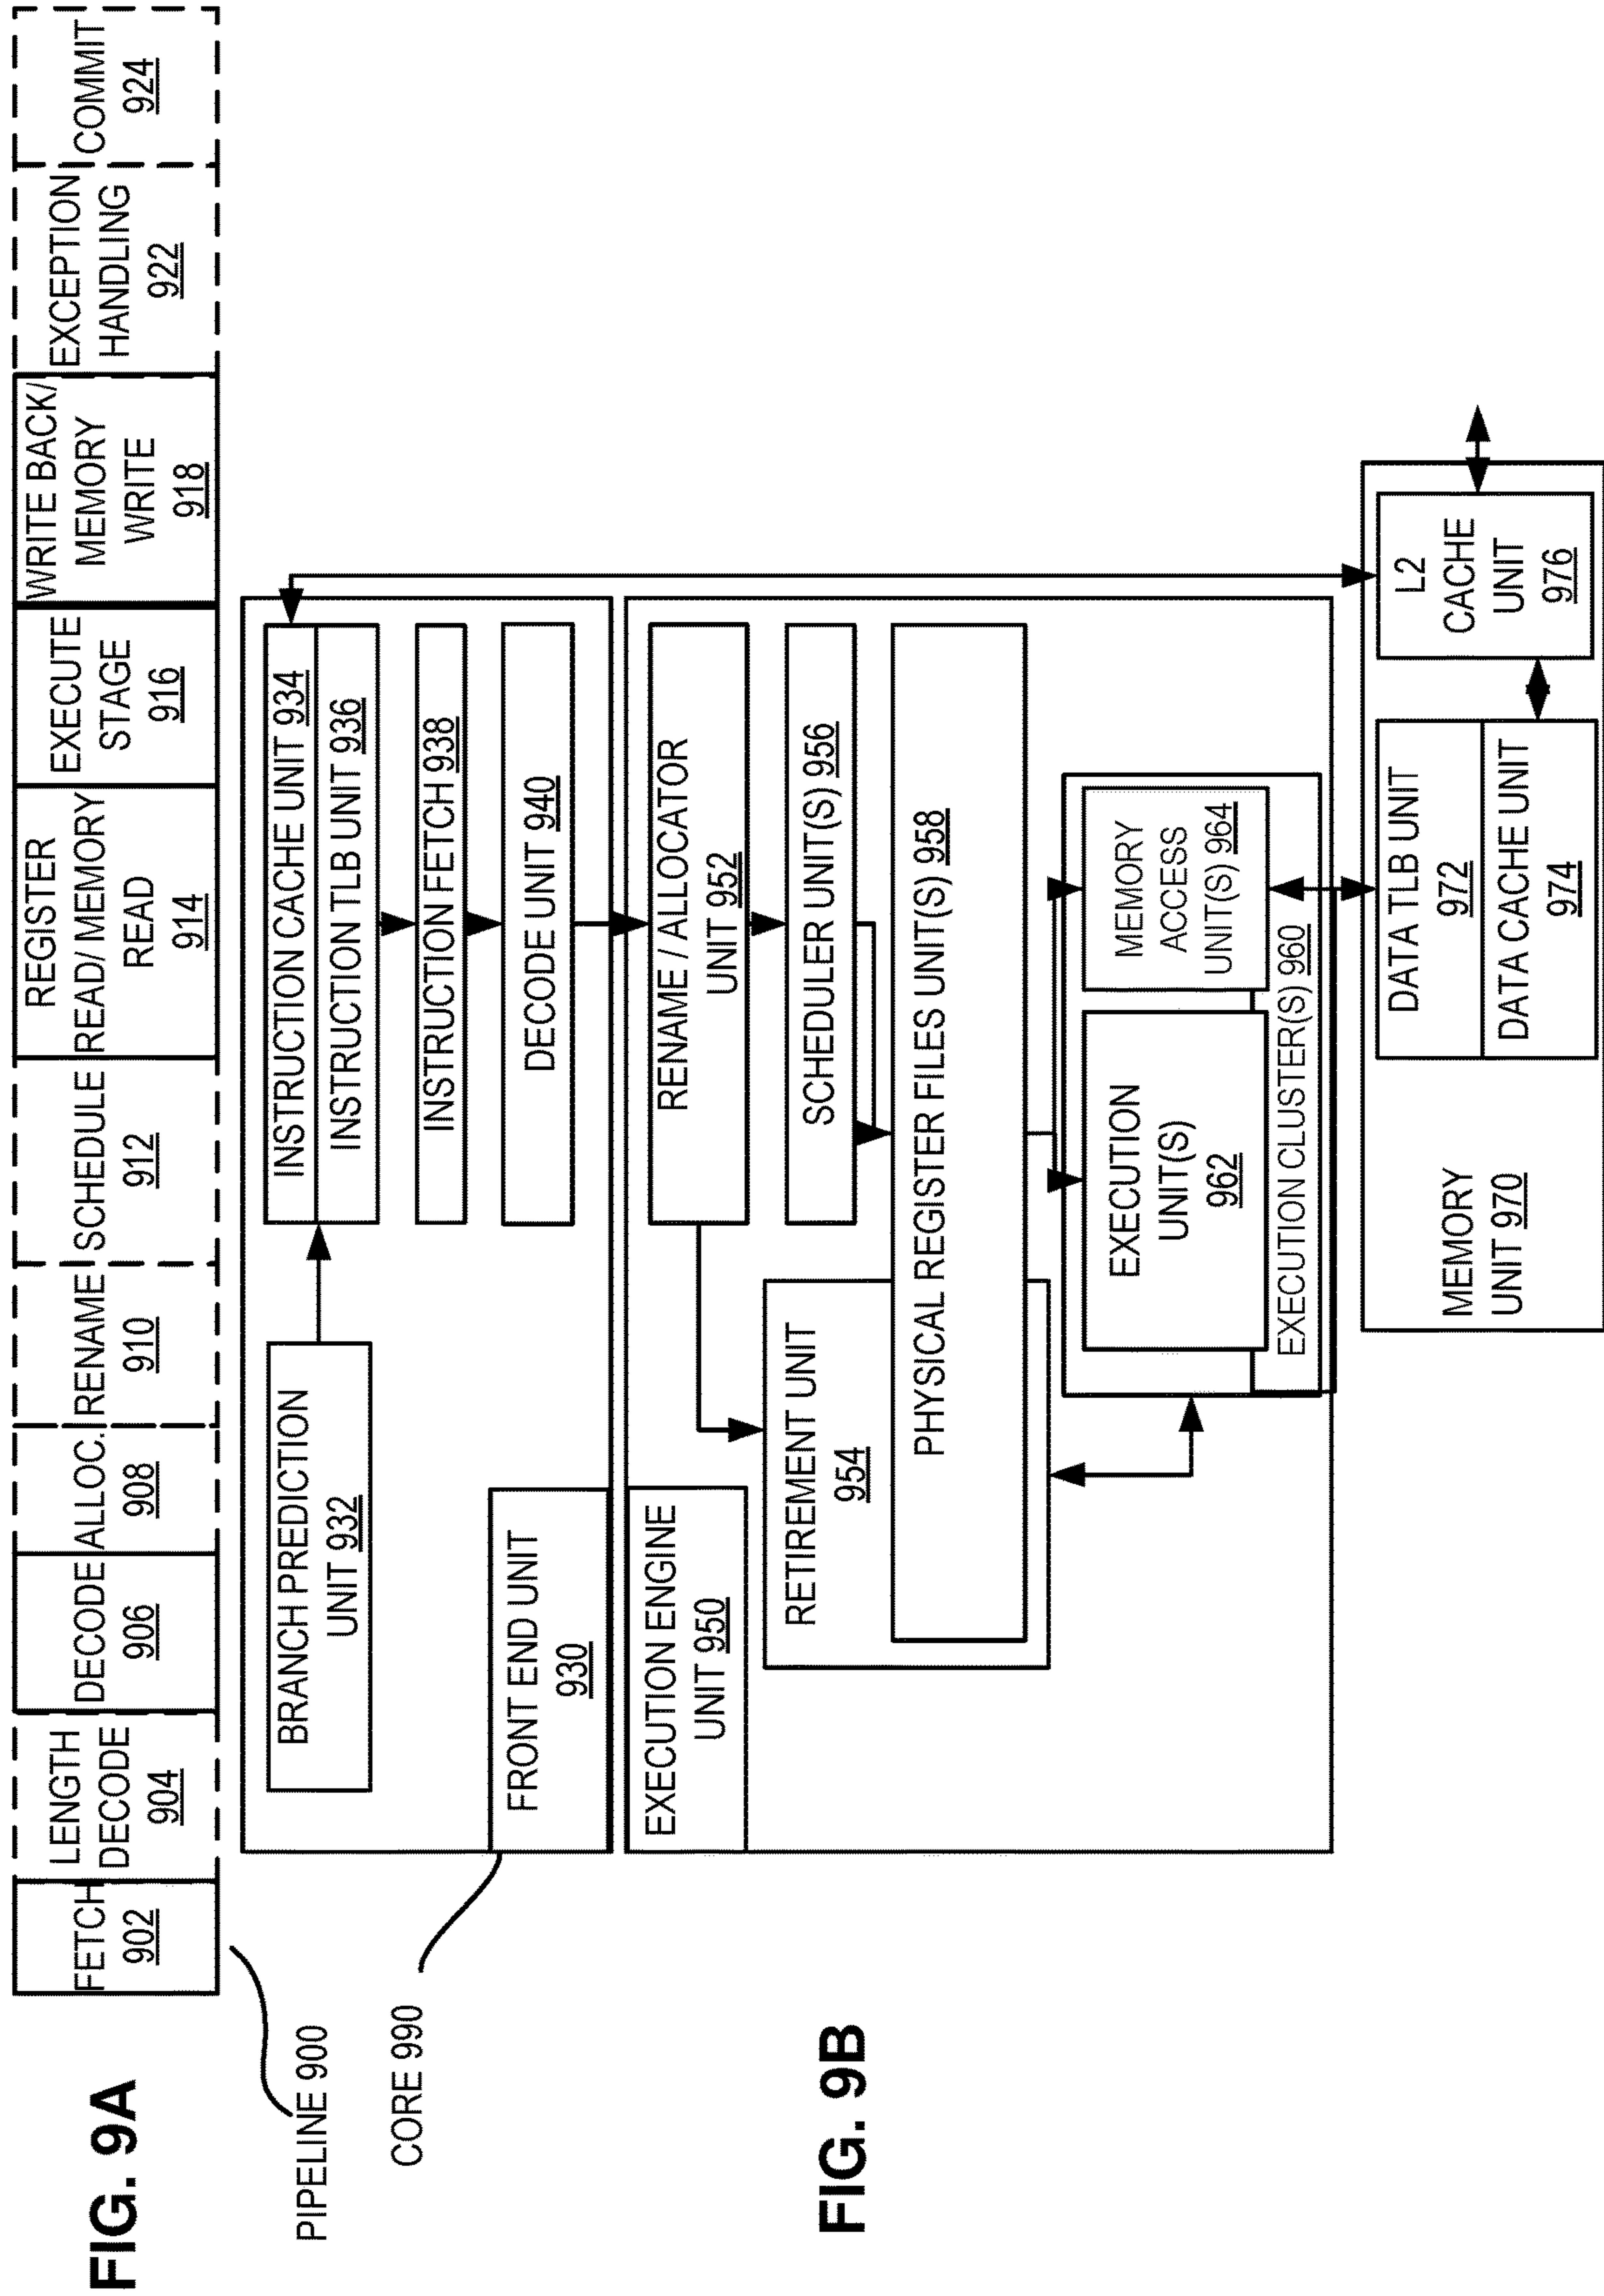 FIG. 9A
PIPELINE 900
FETCH
902
LENGTH
DECODE
904
DECODE
906
ALLOC.
908
RENAME
910
SCHEDULE
912
REGISTER
READ/MEMORY
READ
914
EXECUTE
STAGE
916
WRITE BACK/
MEMORY
WRITE
918
EXCEPTION
HANDLING
922
COMMIT
924
CORE 990
FIG. 9B
BRANCH PREDICTION
UNIT 932
INSTRUCTION CACHE UNIT 934
INSTRUCTION TLB UNIT 936
INSTRUCTION FETCH 938
DECODE UNIT 940
FRONT END UNIT
930
EXECUTION ENGINE
UNIT 950
RENAME / ALLOCATOR
UNIT 952
SCHEDULER UNIT(S) 956
RETIREMENT UNIT
954
PHYSICAL REGISTER FILES UNIT(S) 958
EXECUTION
UNIT(S)
962
MEMORY
ACCESS
UNIT(S) 964
EXECUTION CLUSTER(S) 960
MEMORY
UNIT 970
DATA TLB UNIT
972
DATA CACHE UNIT
974
L2
CACHE
UNIT
976